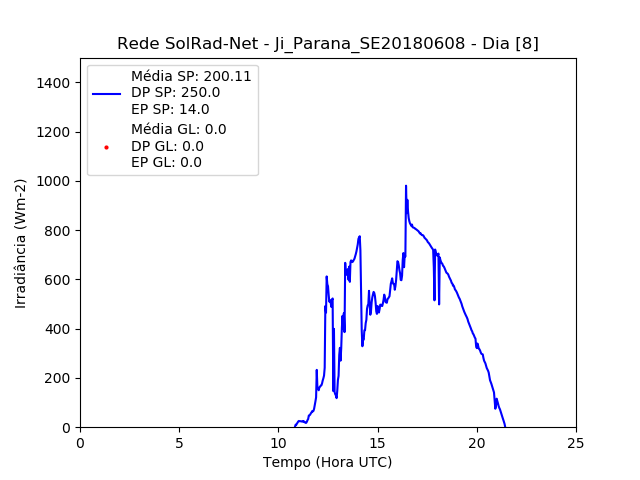 Rede SolRad-Net - Ji_Parana_SE20180608 - Dia [8]
Média SP: 200.11
DP SP: 250.0
EP SP: 14.0
Média GL: 0.0
DP GL: 0.0
EP GL: 0.0
Irradiância (Wm-2)
1400
1200
1000
800
600
400
200
0
0 5 10 15 20 25
Tempo (Hora UTC)